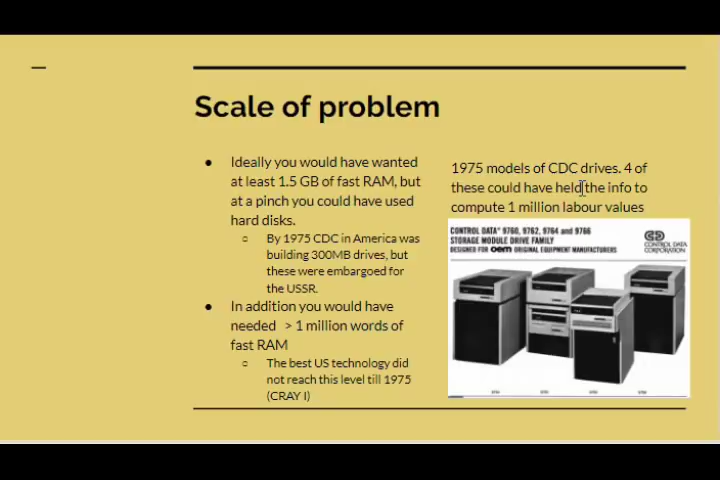 Scale of problem
● Ideally you would have wanted
at least 1.5 GB of fast RAM, but
at a pinch you could have used
hard disks.
○ By 1975 CDC in America was
building 300MB drives, but
these were embargoed for
the USSR.
● In addition you would have
needed > 1 million words of
fast RAM
○ The best US technology did
not reach this level till 1975
(CRAY I)
1975 models of CDC drives. 4 of
these could have held the info to
compute 1 million labour values
CONTROL DATA® 9760, 9762, 9764 and 9766
STORAGE MODULE DRIVE FAMILY
DESIGNED FOR oem ORIGINAL EQUIPMENT MANUFACTURERS
CONTROL DATA
CORPORATION